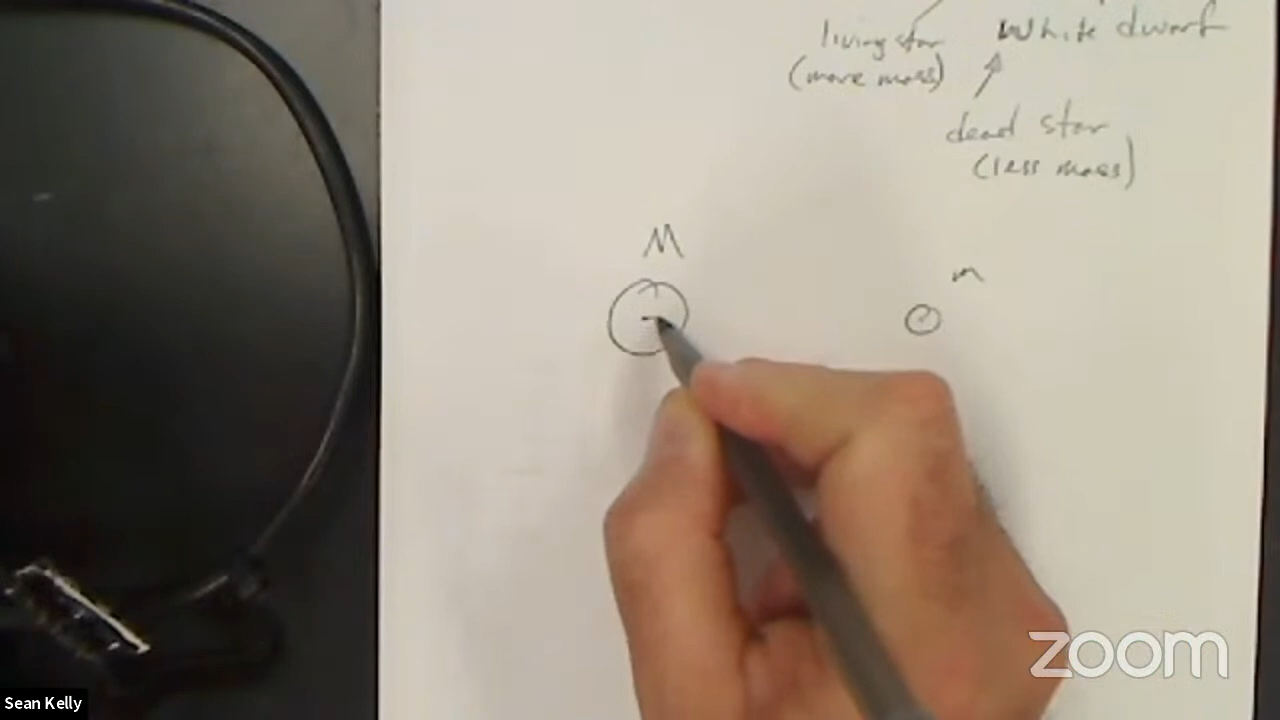 living star
White dwarf
(more mass)
dead star
(less mass)
M
m
zoom
Sean Kelly